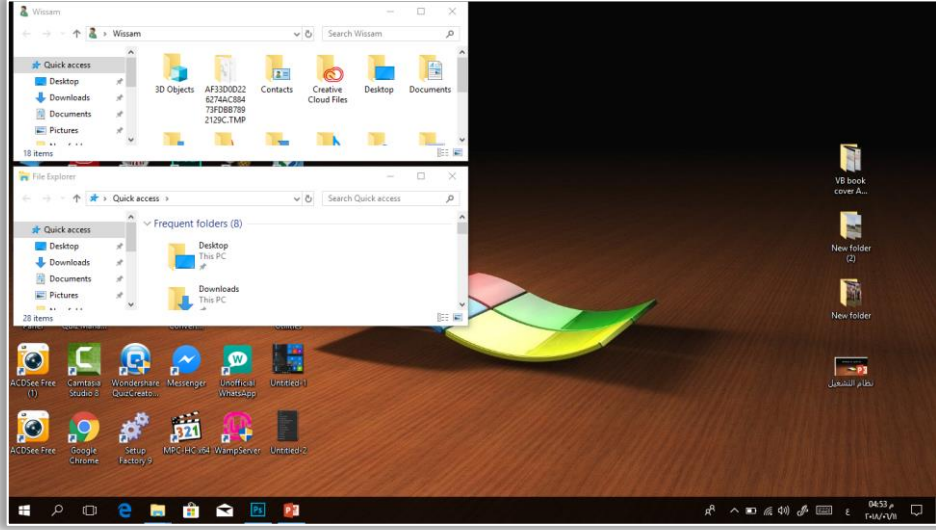 Wissam
Wissam
Search Wissam
Quick access
Desktop
Downloads
Documents
Pictures
3D Objects
AF33D0D22
6274AC884
73FDBB789
2129C.TMP
Contacts
Creative
Cloud Files
Desktop
Documents
18 items
File Explorer
Quick access
Search Quick access
Quick access
Desktop
Downloads
Documents
Pictures
Frequent folders (8)
Desktop
This PC
Downloads
This PC
28 items
ACDSee Free
(1)
Camtasia
Studio 8
Wondershare
QuizCreato...
Messenger
Unofficial
WhatsApp
Untitled-1
ACDSee Free
Google
Chrome
Setup
Factory 9
MPC-HC x64
321
WampServer
Untitled-2
VB book
cover A...
New folder
(2)
New folder
نظام التشغيل
Ps
ع
04:53 م